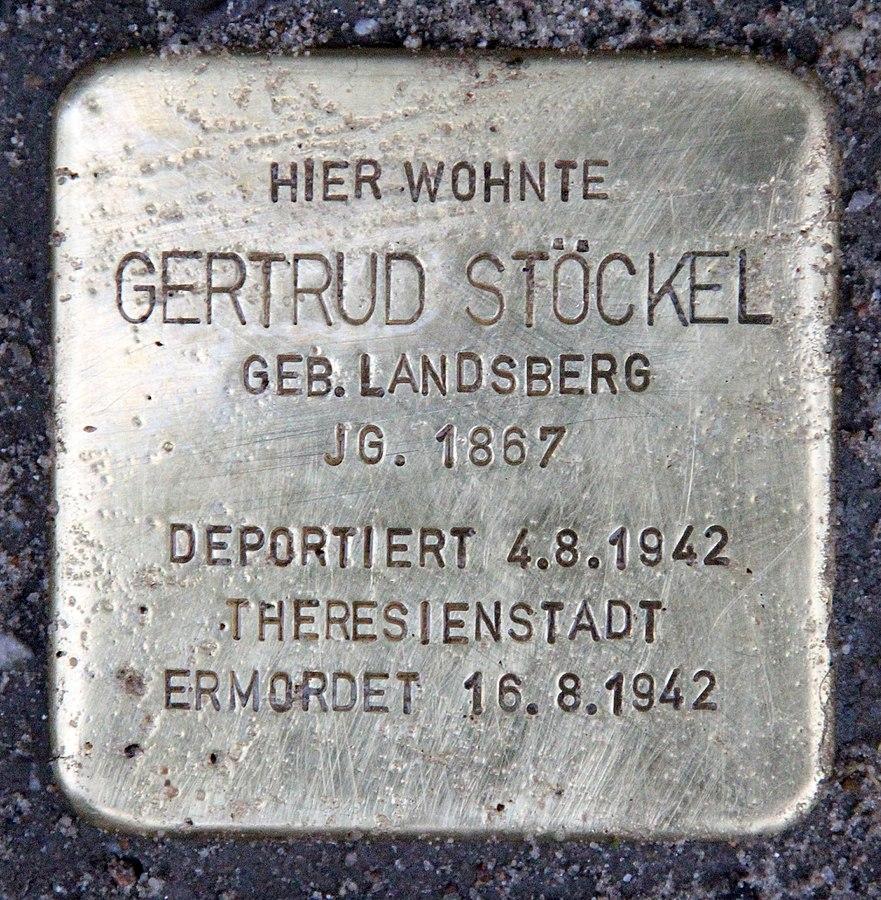 HIER WOHNTE
GERTRUD STÖCKEL
GEB. LANDSBERG
JG. 1867
DEPORTIERT 4.8.1942
THERESIENSTADT
ERMORDET 16.8.1942